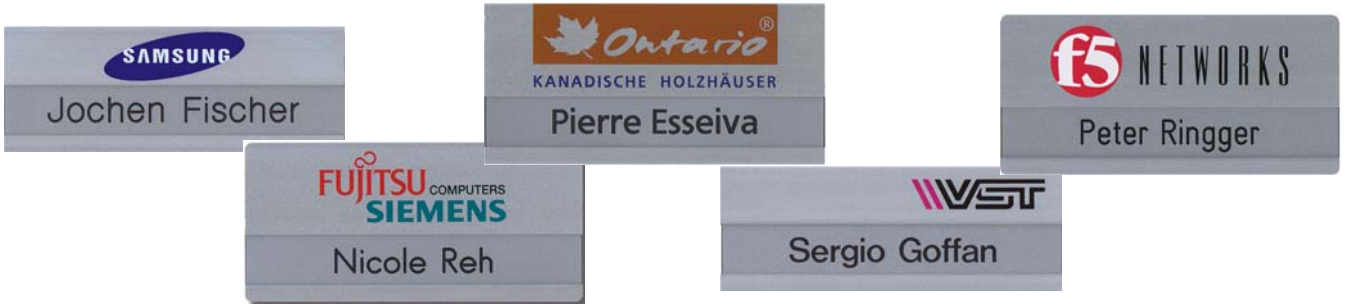 SAMSUNG
Jochen Fischer
FUJITSU COMPUTERS
SIEMENS
Nicole Reh
Ontario®
KANADISCHE HOLZHÄUSER
Pierre Esseiva
VST
Sergio Goffan
f5 NETWORKS
Peter Ringger